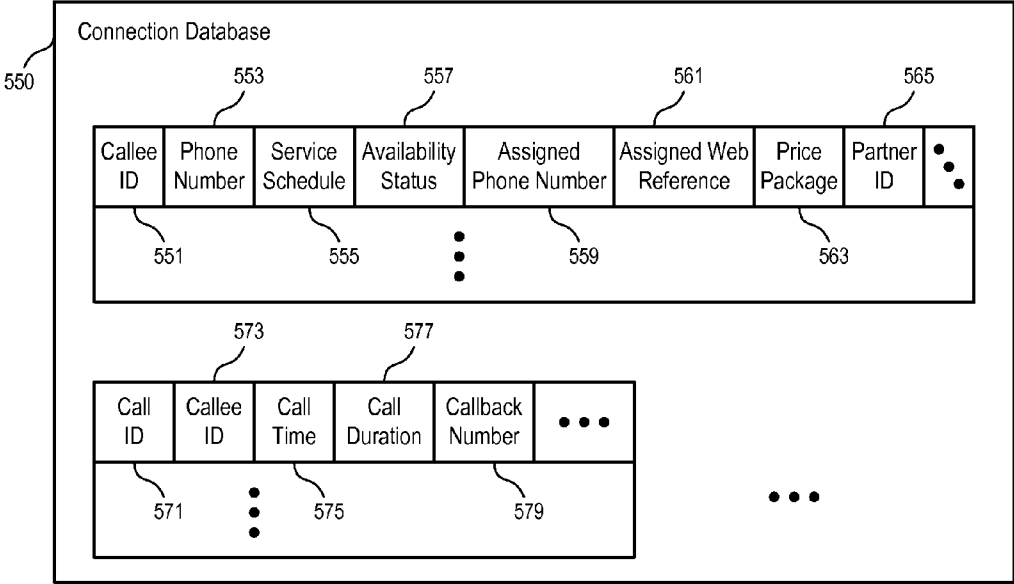 Connection Database
550
553 557 561 565
Callee Phone Service Availability Assigned Assigned Web Price Partner
ID Number Schedule Status Phone Number Reference Package ID
551 555 559 563
573 577
Call Callee Call Call Callback
ID ID Time Duration Number
571 575 579